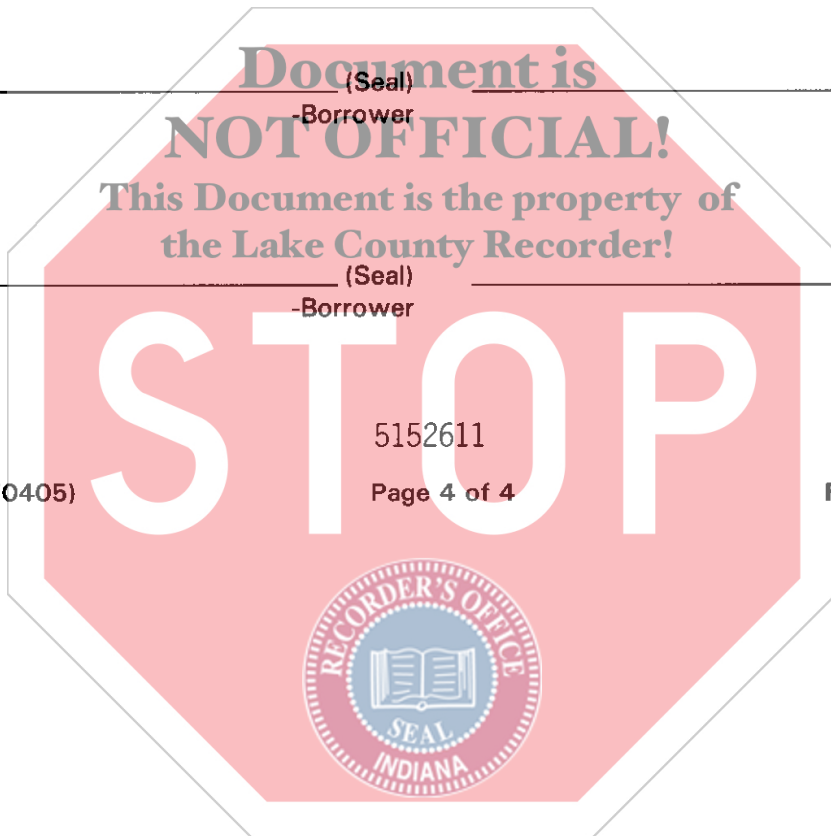 Document is
(Seal)
-Borrower
NOT OFFICIAL!
This Document is the property of
the Lake County Recorder!
(Seal)
-Borrower
STOP
5152611
0405)
Page 4 of 4
RECORDER'S OFFICE
SEAL
INDIANA